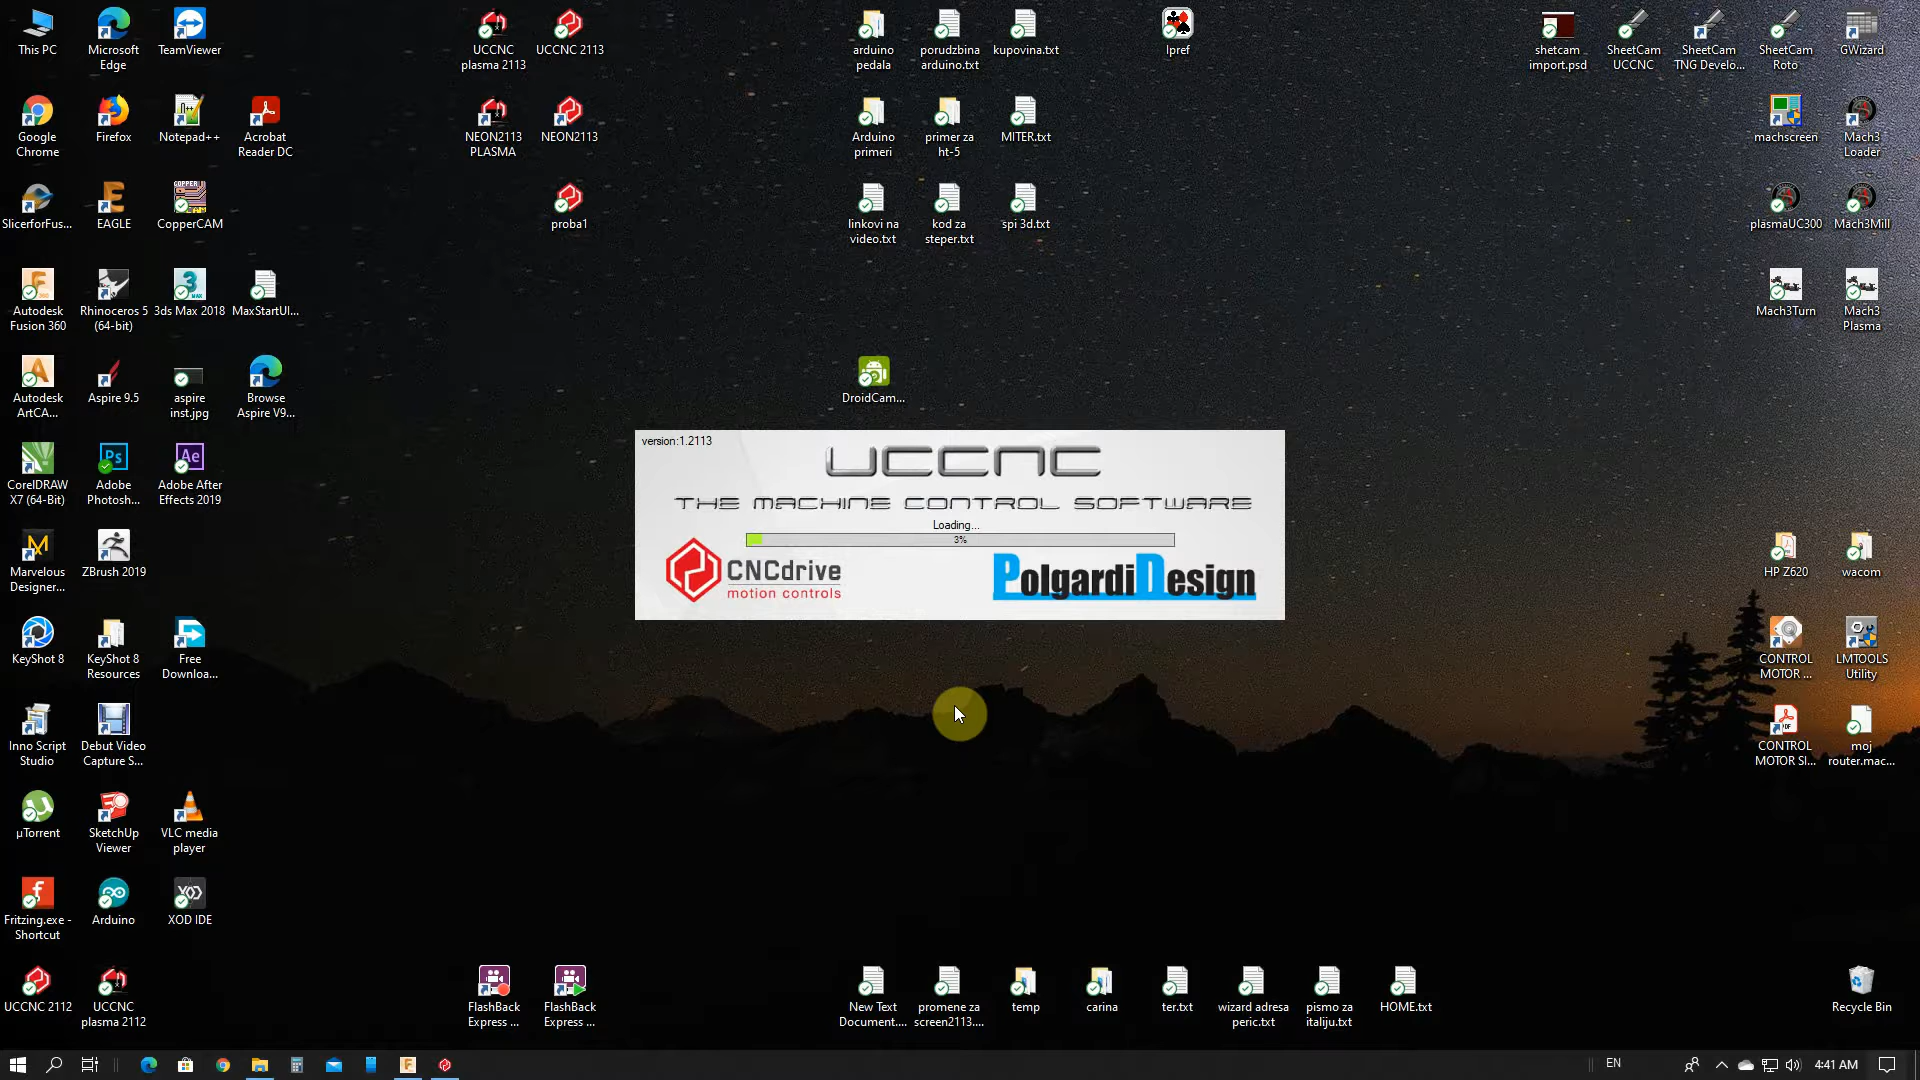 This PC
Microsoft
Edge
TeamViewer
UCCNC
plasma 2113
UCCNC 2113
arduino
pedala
porudzbina
arduino.txt
kupovina.txt
lpref
shetcam
import.psd
SheetCam
UCCNC
SheetCam
TNG Develo...
SheetCam
Roto
GWizard
Google
Chrome
Firefox
Notepad++
Acrobat
Reader DC
NEON2113
PLASMA
NEON2113
Arduino
primeri
primer za
ht-5
MITER.txt
machscreen
Mach3
Loader
SlicerforFus...
EAGLE
COPPER
CopperCAM
proba1
linkovi na
video.txt
kod za
steper.txt
spi 3d.txt
plasmaUC300
Mach3Mill
Autodesk
Fusion 360
Rhinoceros 5
(64-bit)
3ds Max 2018
MaxStartUI...
Mach3Turn
Mach3
Plasma
Autodesk
ArtCA...
Aspire 9.5
aspire
inst.jpg
Browse
Aspire V9...
DroidCam...
version:1.2113
UCCNC
THE MACHINE CONTROL SOFTWARE
Loading...
3%
CNCdrive
motion controls
PolgardiDesign
CorelDRAW
X7 (64-Bit)
Adobe
Photosh...
Adobe After
Effects 2019
Marvelous
Designer...
ZBrush 2019
HP Z620
wacom
KeyShot 8
KeyShot 8
Resources
Free
Downloa...
CONTROL
MOTOR ...
LMTOOLS
Utility
Inno Script
Studio
Debut Video
Capture S...
CONTROL
MOTOR SI...
moj
router.mac...
µTorrent
SketchUp
Viewer
VLC media
player
Fritzing.exe -
Shortcut
Arduino
XOD IDE
UCCNC 2112
UCCNC
plasma 2112
FlashBack
Express ...
FlashBack
Express ...
New Text
Document....
promene za
screen2113....
temp
carina
ter.txt
wizard adresa
peric.txt
pismo za
italiju.txt
HOME.txt
Recycle Bin
EN
4:41 AM